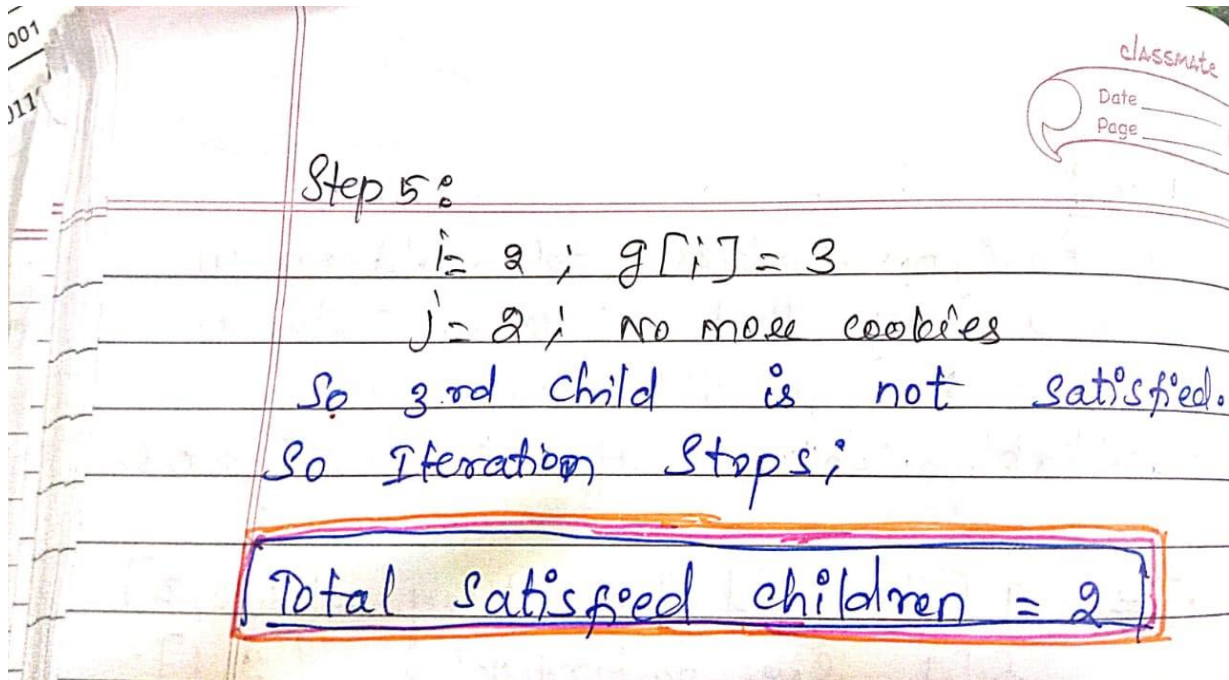 001
classmate
Date
Page
Step 5:
i= 2 ; g[i] = 3
j= 2 ; No more cookies
So 3rd child is not satisfied.
So Iteration Stops;
Total Satisfied children = 2